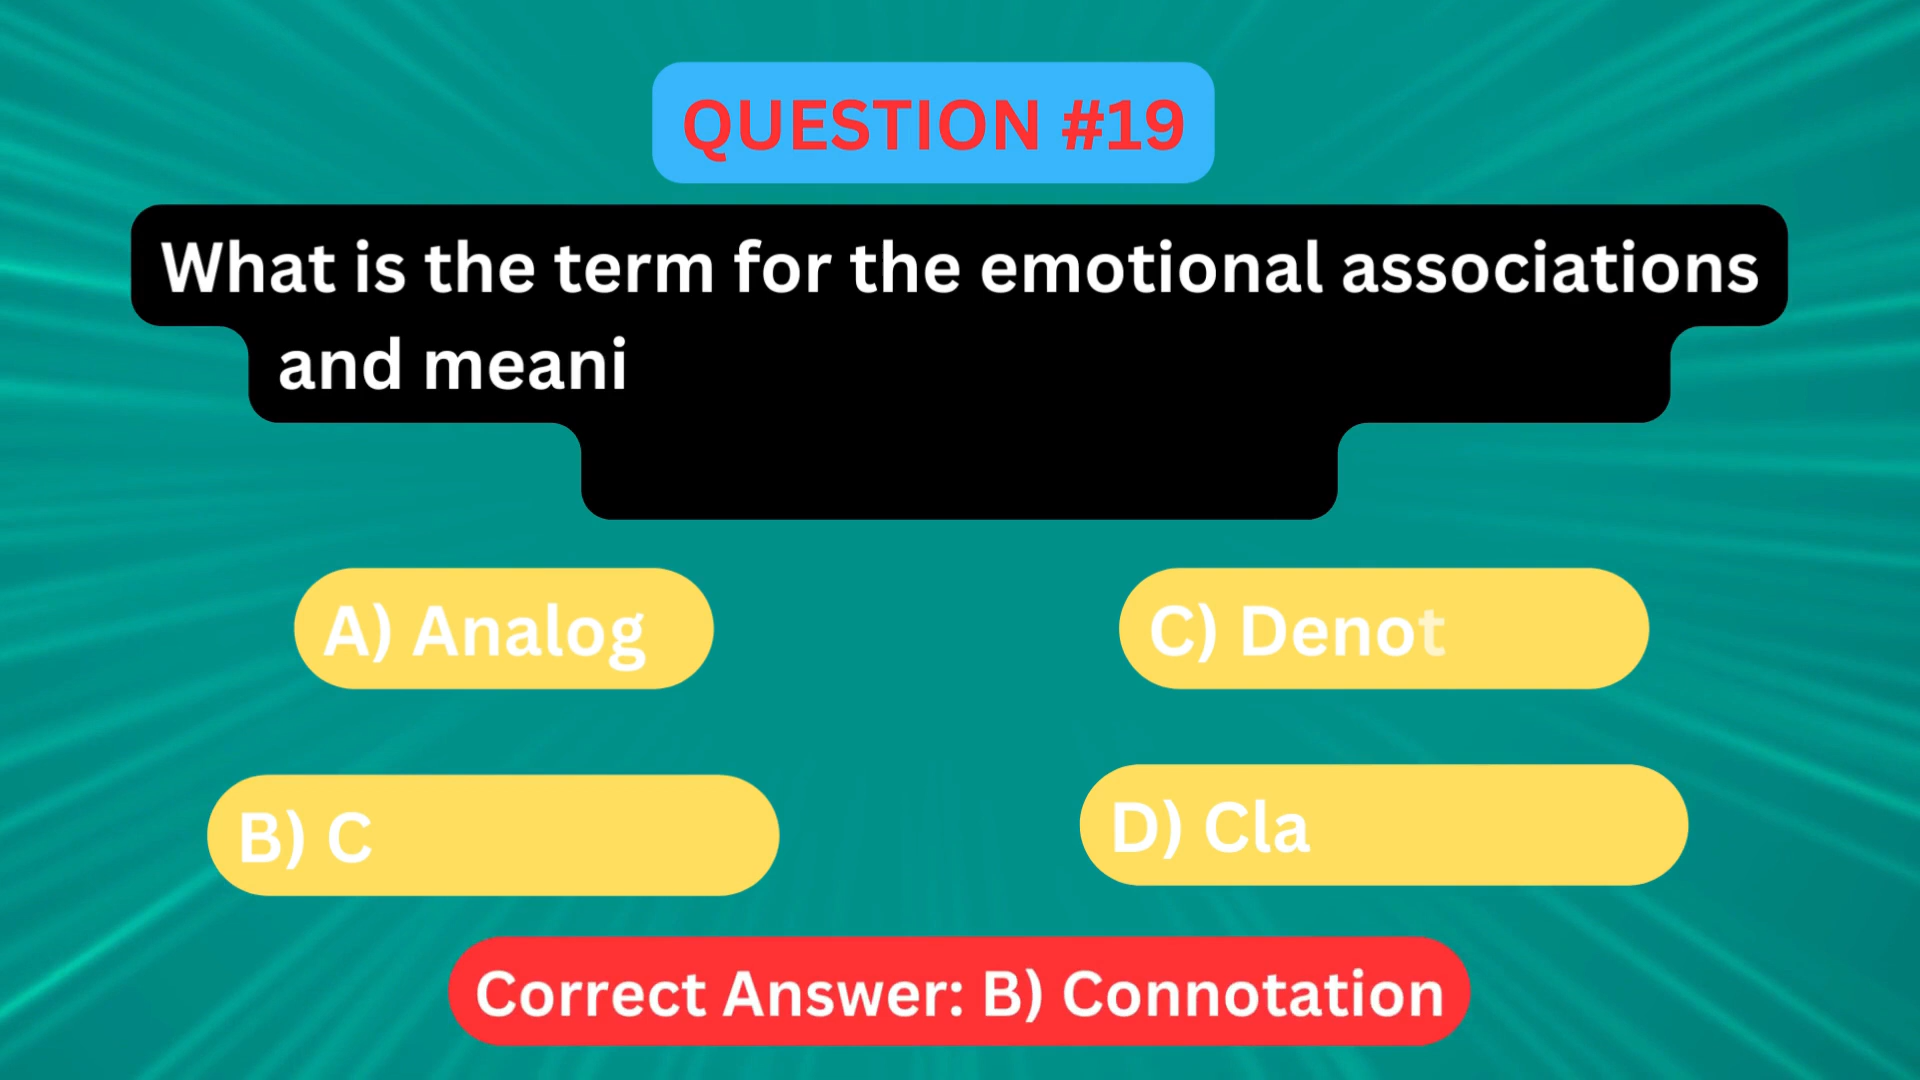 QUESTION #19
What is the term for the emotional associations
and meani
A) Analog
C) Denot
B) C
D) Cla
Correct Answer: B) Connotation